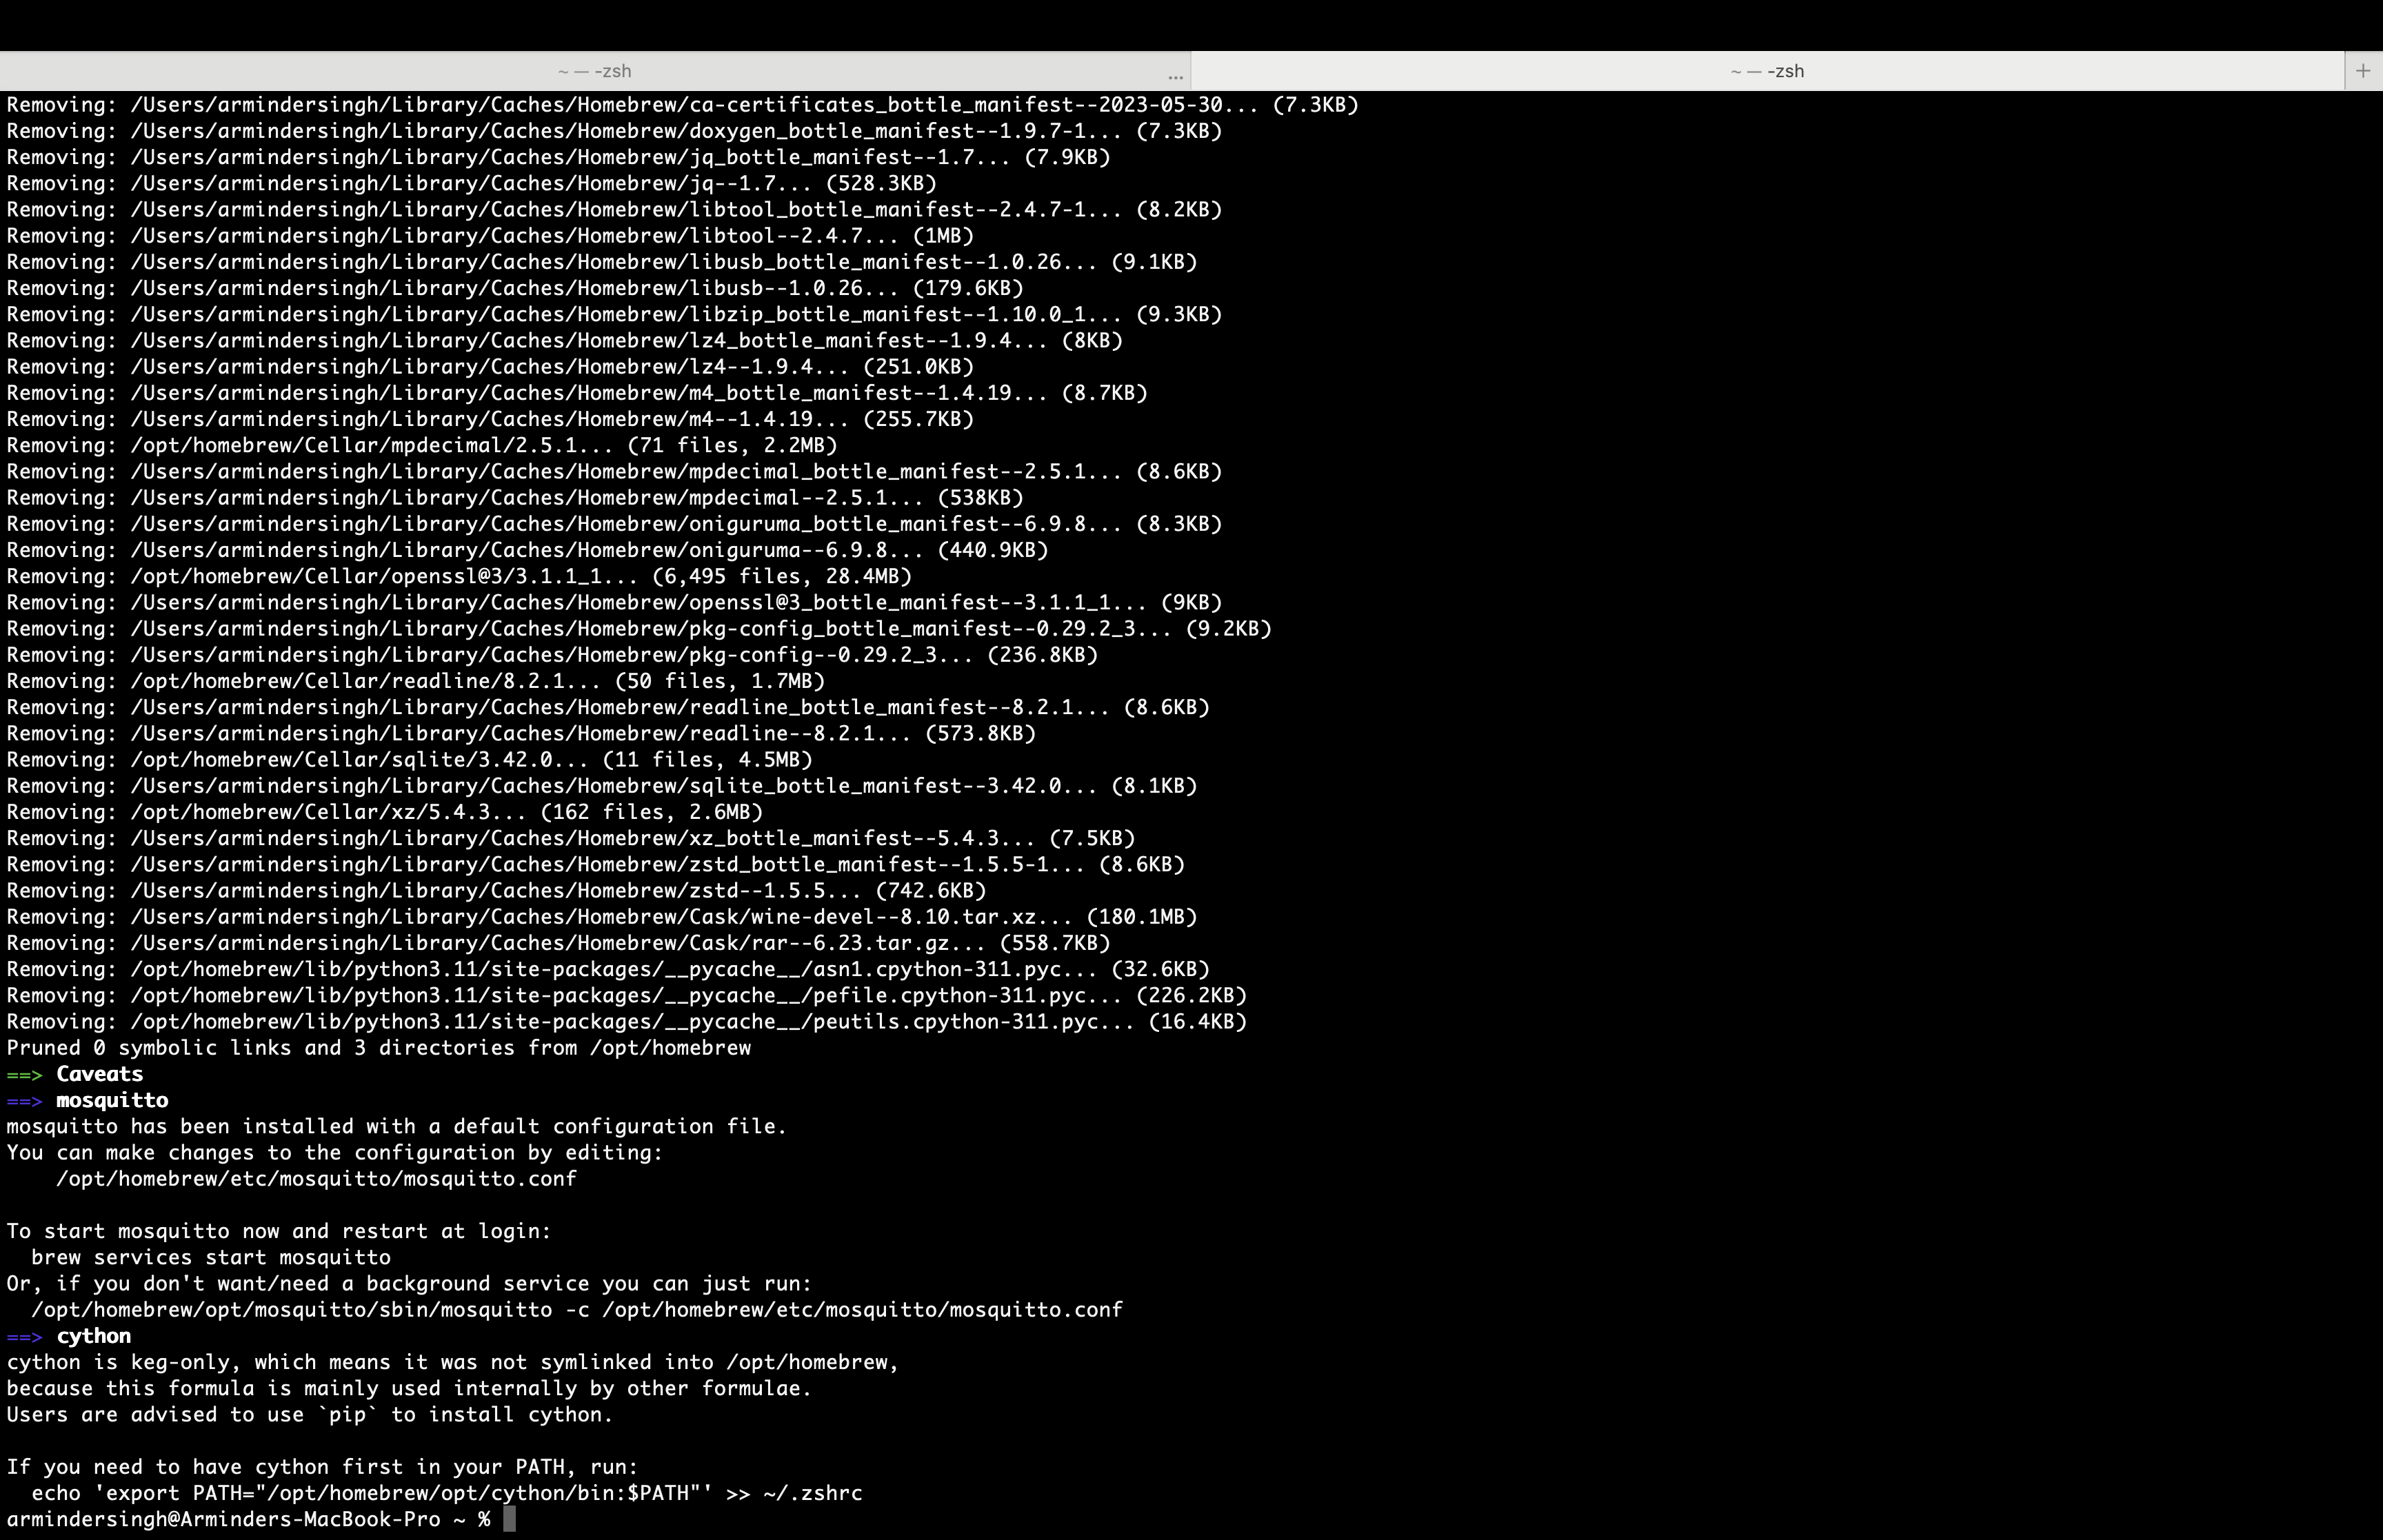 ~ — -zsh
...
~ — -zsh
+
Removing: /Users/armindersingh/Library/Caches/Homebrew/ca-certificates_bottle_manifest--2023-05-30... (7.3KB)
Removing: /Users/armindersingh/Library/Caches/Homebrew/doxygen_bottle_manifest--1.9.7-1... (7.3KB)
Removing: /Users/armindersingh/Library/Caches/Homebrew/jq_bottle_manifest--1.7... (7.9KB)
Removing: /Users/armindersingh/Library/Caches/Homebrew/jq--1.7... (528.3KB)
Removing: /Users/armindersingh/Library/Caches/Homebrew/libtool_bottle_manifest--2.4.7-1... (8.2KB)
Removing: /Users/armindersingh/Library/Caches/Homebrew/libtool--2.4.7... (1MB)
Removing: /Users/armindersingh/Library/Caches/Homebrew/libusb_bottle_manifest--1.0.26... (9.1KB)
Removing: /Users/armindersingh/Library/Caches/Homebrew/libusb--1.0.26... (179.6KB)
Removing: /Users/armindersingh/Library/Caches/Homebrew/libzip_bottle_manifest--1.10.0_1... (9.3KB)
Removing: /Users/armindersingh/Library/Caches/Homebrew/lz4_bottle_manifest--1.9.4... (8KB)
Removing: /Users/armindersingh/Library/Caches/Homebrew/lz4--1.9.4... (251.0KB)
Removing: /Users/armindersingh/Library/Caches/Homebrew/m4_bottle_manifest--1.4.19... (8.7KB)
Removing: /Users/armindersingh/Library/Caches/Homebrew/m4--1.4.19... (255.7KB)
Removing: /opt/homebrew/Cellar/mpdecimal/2.5.1... (71 files, 2.2MB)
Removing: /Users/armindersingh/Library/Caches/Homebrew/mpdecimal_bottle_manifest--2.5.1... (8.6KB)
Removing: /Users/armindersingh/Library/Caches/Homebrew/mpdecimal--2.5.1... (538KB)
Removing: /Users/armindersingh/Library/Caches/Homebrew/oniguruma_bottle_manifest--6.9.8... (8.3KB)
Removing: /Users/armindersingh/Library/Caches/Homebrew/oniguruma--6.9.8... (440.9KB)
Removing: /opt/homebrew/Cellar/openssl@3/3.1.1_1... (6,495 files, 28.4MB)
Removing: /Users/armindersingh/Library/Caches/Homebrew/openssl@3_bottle_manifest--3.1.1_1... (9KB)
Removing: /Users/armindersingh/Library/Caches/Homebrew/pkg-config_bottle_manifest--0.29.2_3... (9.2KB)
Removing: /Users/armindersingh/Library/Caches/Homebrew/pkg-config--0.29.2_3... (236.8KB)
Removing: /opt/homebrew/Cellar/readline/8.2.1... (50 files, 1.7MB)
Removing: /Users/armindersingh/Library/Caches/Homebrew/readline_bottle_manifest--8.2.1... (8.6KB)
Removing: /Users/armindersingh/Library/Caches/Homebrew/readline--8.2.1... (573.8KB)
Removing: /opt/homebrew/Cellar/sqlite/3.42.0... (11 files, 4.5MB)
Removing: /Users/armindersingh/Library/Caches/Homebrew/sqlite_bottle_manifest--3.42.0... (8.1KB)
Removing: /opt/homebrew/Cellar/xz/5.4.3... (162 files, 2.6MB)
Removing: /Users/armindersingh/Library/Caches/Homebrew/xz_bottle_manifest--5.4.3... (7.5KB)
Removing: /Users/armindersingh/Library/Caches/Homebrew/zstd_bottle_manifest--1.5.5-1... (8.6KB)
Removing: /Users/armindersingh/Library/Caches/Homebrew/zstd--1.5.5... (742.6KB)
Removing: /Users/armindersingh/Library/Caches/Homebrew/Cask/wine-devel--8.10.tar.xz... (180.1MB)
Removing: /Users/armindersingh/Library/Caches/Homebrew/Cask/rar--6.23.tar.gz... (558.7KB)
Removing: /opt/homebrew/lib/python3.11/site-packages/__pycache__/asn1.cpython-311.pyc... (32.6KB)
Removing: /opt/homebrew/lib/python3.11/site-packages/__pycache__/pefile.cpython-311.pyc... (226.2KB)
Removing: /opt/homebrew/lib/python3.11/site-packages/__pycache__/peutils.cpython-311.pyc... (16.4KB)
Pruned 0 symbolic links and 3 directories from /opt/homebrew
==> Caveats
==> mosquitto
mosquitto has been installed with a default configuration file.
You can make changes to the configuration by editing:
    /opt/homebrew/etc/mosquitto/mosquitto.conf

To start mosquitto now and restart at login:
  brew services start mosquitto
Or, if you don't want/need a background service you can just run:
  /opt/homebrew/opt/mosquitto/sbin/mosquitto -c /opt/homebrew/etc/mosquitto/mosquitto.conf
==> cython
cython is keg-only, which means it was not symlinked into /opt/homebrew,
because this formula is mainly used internally by other formulae.
Users are advised to use `pip` to install cython.

If you need to have cython first in your PATH, run:
  echo 'export PATH="/opt/homebrew/opt/cython/bin:$PATH"' >> ~/.zshrc
armindersingh@Arminders-MacBook-Pro ~ %